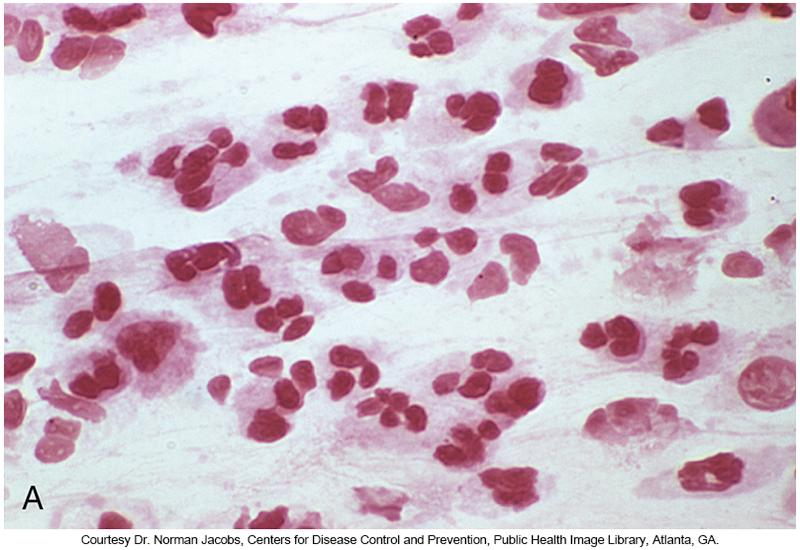 A
Courtesy Dr. Norman Jacobs, Centers for Disease Control and Prevention, Public Health Image Library, Atlanta, GA.